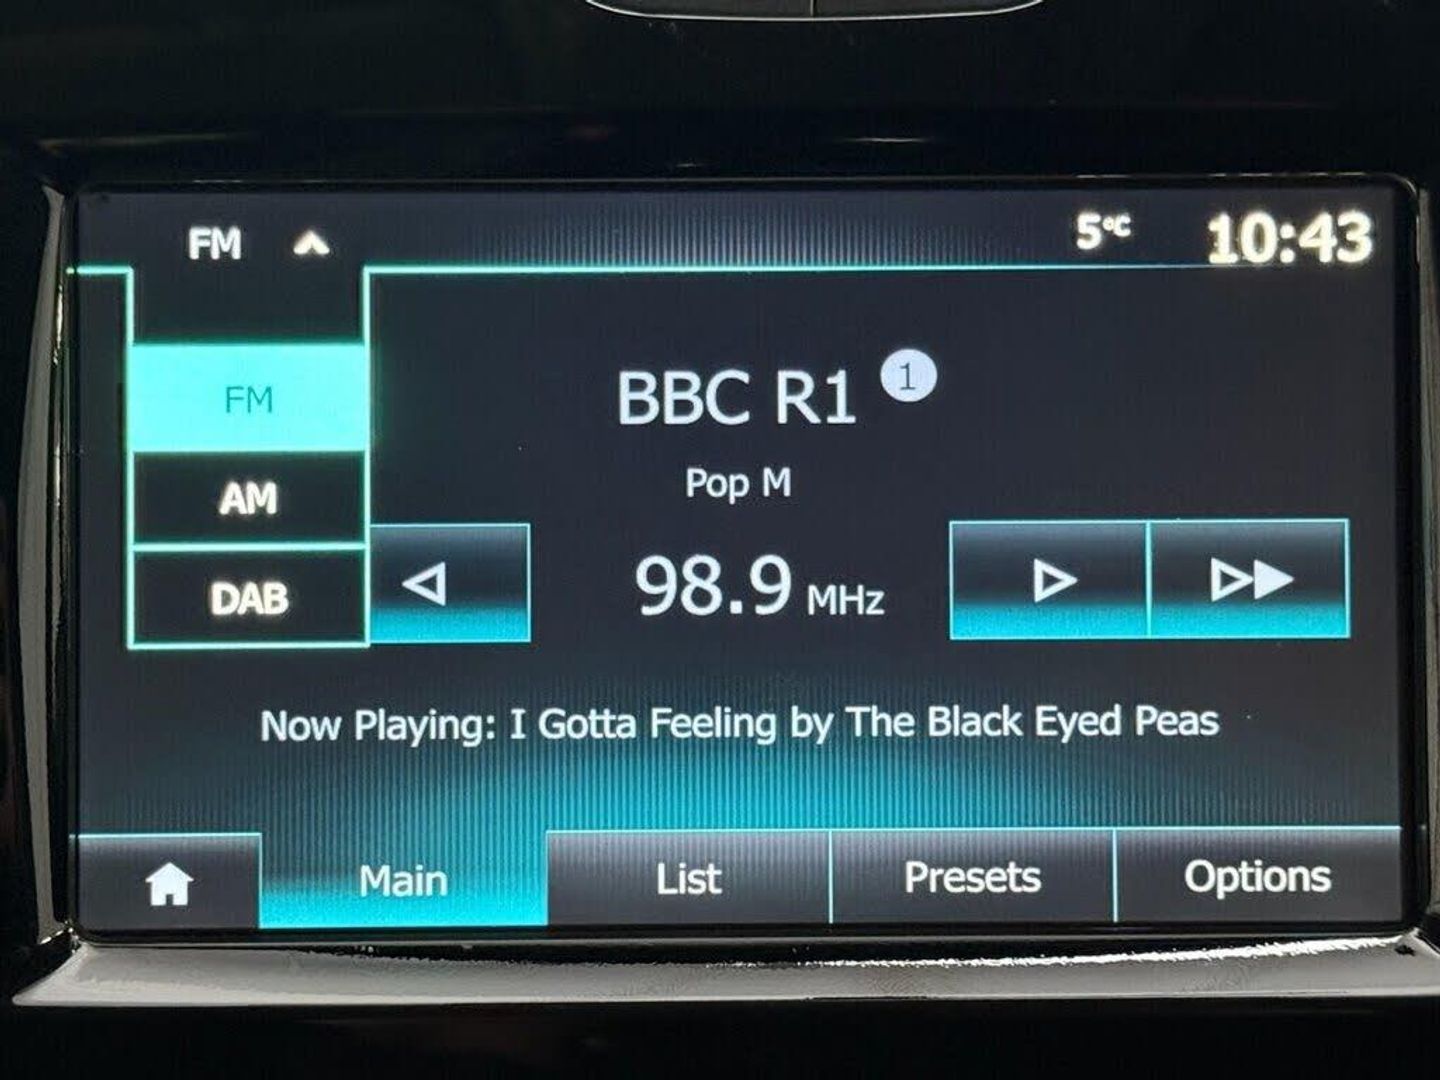 FM
5°C
10:43
FM
AM
DAB
BBC R1 1
Pop M
98.9 MHz
Now Playing: I Gotta Feeling by The Black Eyed Peas
Main
List
Presets
Options